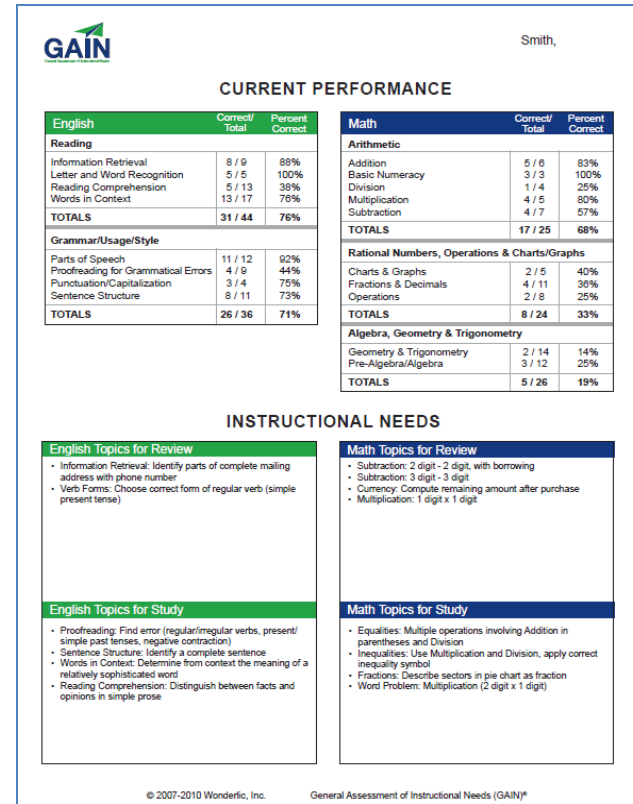 GAIN
General Assessment of Instructional Needs
Smith,
CURRENT PERFORMANCE
English Correct/Total Percent Correct
Reading
Information Retrieval 8 / 9 88%
Letter and Word Recognition 5 / 5 100%
Reading Comprehension 5 / 13 38%
Words in Context 13 / 17 76%
TOTALS 31 / 44 76%
Grammar/Usage/Style
Parts of Speech 11 / 12 92%
Proofreading for Grammatical Errors 4 / 9 44%
Punctuation/Capitalization 3 / 4 75%
Sentence Structure 8 / 11 73%
TOTALS 26 / 36 71%
Math Correct/Total Percent Correct
Arithmetic
Addition 5 / 6 83%
Basic Numeracy 3 / 3 100%
Division 1 / 4 25%
Multiplication 4 / 5 80%
Subtraction 4 / 7 57%
TOTALS 17 / 25 68%
Rational Numbers, Operations & Charts/Graphs
Charts & Graphs 2 / 5 40%
Fractions & Decimals 4 / 11 36%
Operations 2 / 8 25%
TOTALS 8 / 24 33%
Algebra, Geometry & Trigonometry
Geometry & Trigonometry 2 / 14 14%
Pre-Algebra/Algebra 3 / 12 25%
TOTALS 5 / 26 19%
INSTRUCTIONAL NEEDS
English Topics for Review
• Information Retrieval: Identify parts of complete mailing
address with phone number
• Verb Forms: Choose correct form of regular verb (simple
present tense)
Math Topics for Review
• Subtraction: 2 digit - 2 digit, with borrowing
• Subtraction: 3 digit - 3 digit
• Currency: Compute remaining amount after purchase
• Multiplication: 1 digit x 1 digit
English Topics for Study
• Proofreading: Find error (regular/irregular verbs, present/
simple past tenses, negative contraction)
• Sentence Structure: Identify a complete sentence
• Words in Context: Determine from context the meaning of a
relatively sophisticated word
• Reading Comprehension: Distinguish between facts and
opinions in simple prose
Math Topics for Study
• Equalities: Multiple operations involving Addition in
parentheses and Division
• Inequalities: Use Multiplication and Division, apply correct
inequality symbol
• Fractions: Describe sectors in pie chart as fraction
• Word Problem: Multiplication (2 digit x 1 digit)
© 2007-2010 Wonderlic, Inc. General Assessment of Instructional Needs (GAIN)®